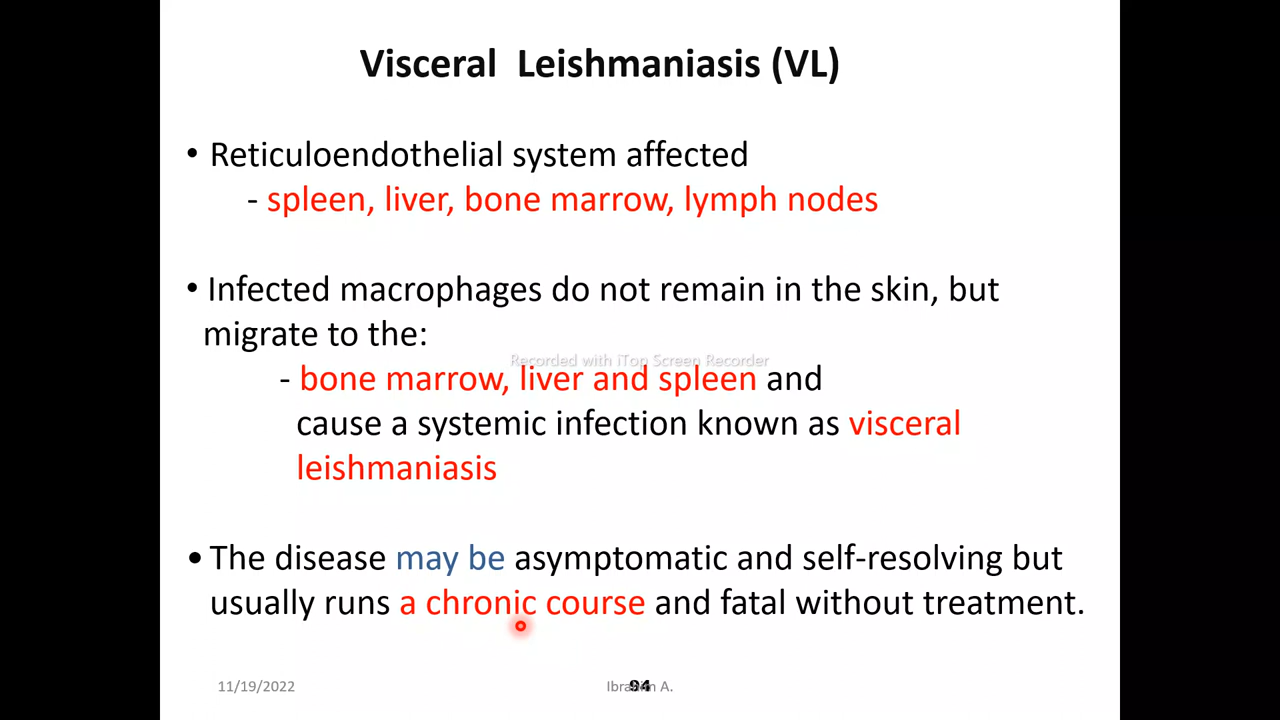 Visceral Leishmaniasis (VL)
• Reticuloendothelial system affected
- spleen, liver, bone marrow, lymph nodes
• Infected macrophages do not remain in the skin, but
migrate to the:
Recorded with iTop Screen Recorder
- bone marrow, liver and spleen and
cause a systemic infection known as visceral
leishmaniasis
• The disease may be asymptomatic and self-resolving but
usually runs a chronic course and fatal without treatment.
11/19/2022 Ibrahim A. 94